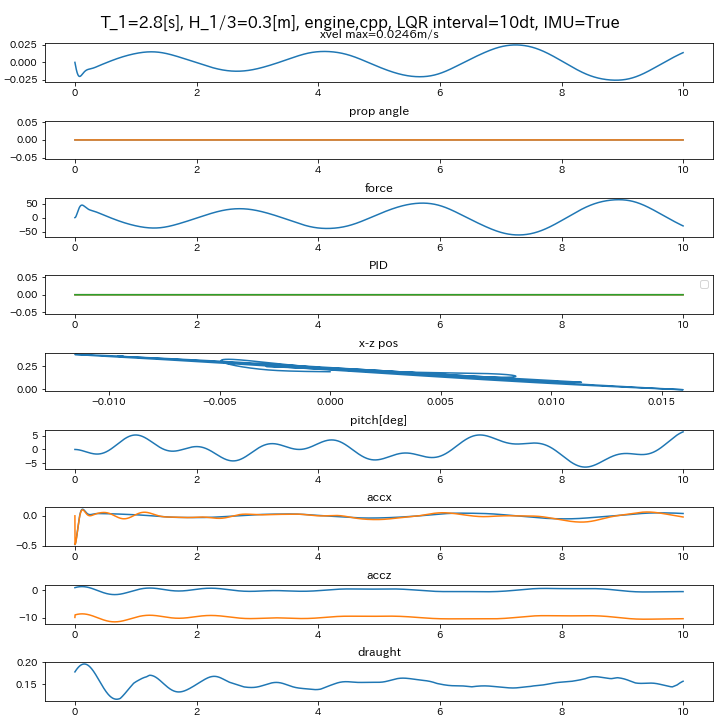 T_1=2.8[s], H_1/3=0.3[m], engine,cpp, LQR interval=10dt, IMU=True
xvel max=0.0246m/s
0.025
0.000
−0.025
0 2 4 6 8 10
prop angle
0.05
0.00
−0.05
0 2 4 6 8 10
force
50
0
−50
0 2 4 6 8 10
PID
0.05
0.00
−0.05
0 2 4 6 8 10
x-z pos
0.25
0.00
−0.010 −0.005 0.000 0.005 0.010 0.015
pitch[deg]
5
0
−5
0 2 4 6 8 10
accx
0.0
−0.5
0 2 4 6 8 10
accz
0
−10
0 2 4 6 8 10
draught
0.20
0.15
0 2 4 6 8 10